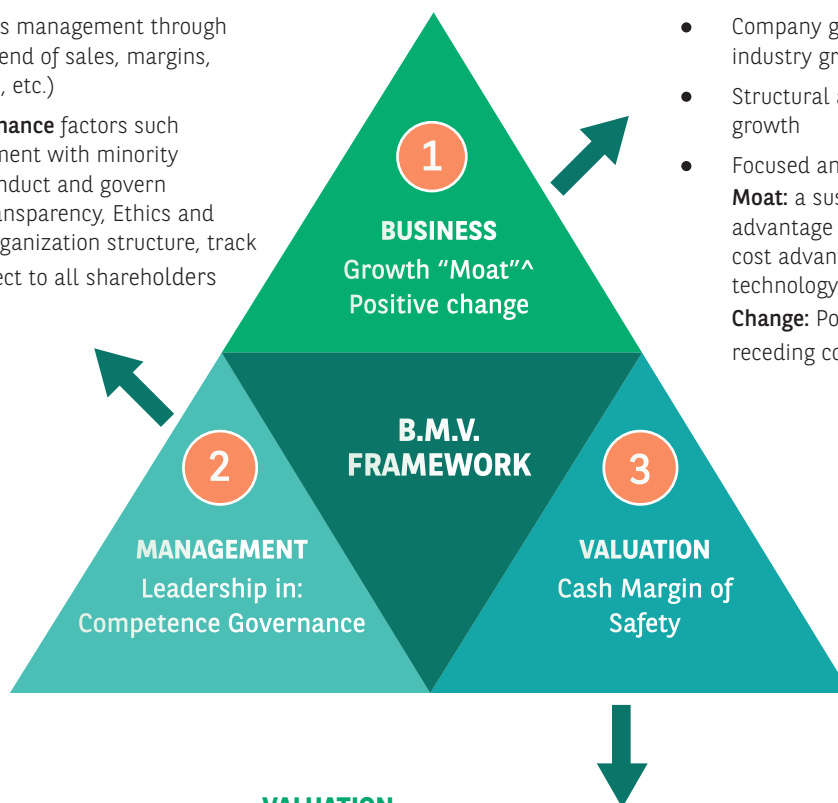 s management through
end of sales, margins,
, etc.)
nance factors such
ment with minority
nduct and govern
ansparency, Ethics and
rganization structure, track
ect to all shareholders
● Company g
industry gr
● Structural a
growth
● Focused an
Moat: a sus
advantage
cost advan
technology
Change: Po
receding co
1
BUSINESS
Growth “Moat”^
Positive change
B.M.V.
FRAMEWORK
2
MANAGEMENT
Leadership in:
Competence Governance
3
VALUATION
Cash Margin of
Safety
VALUATION